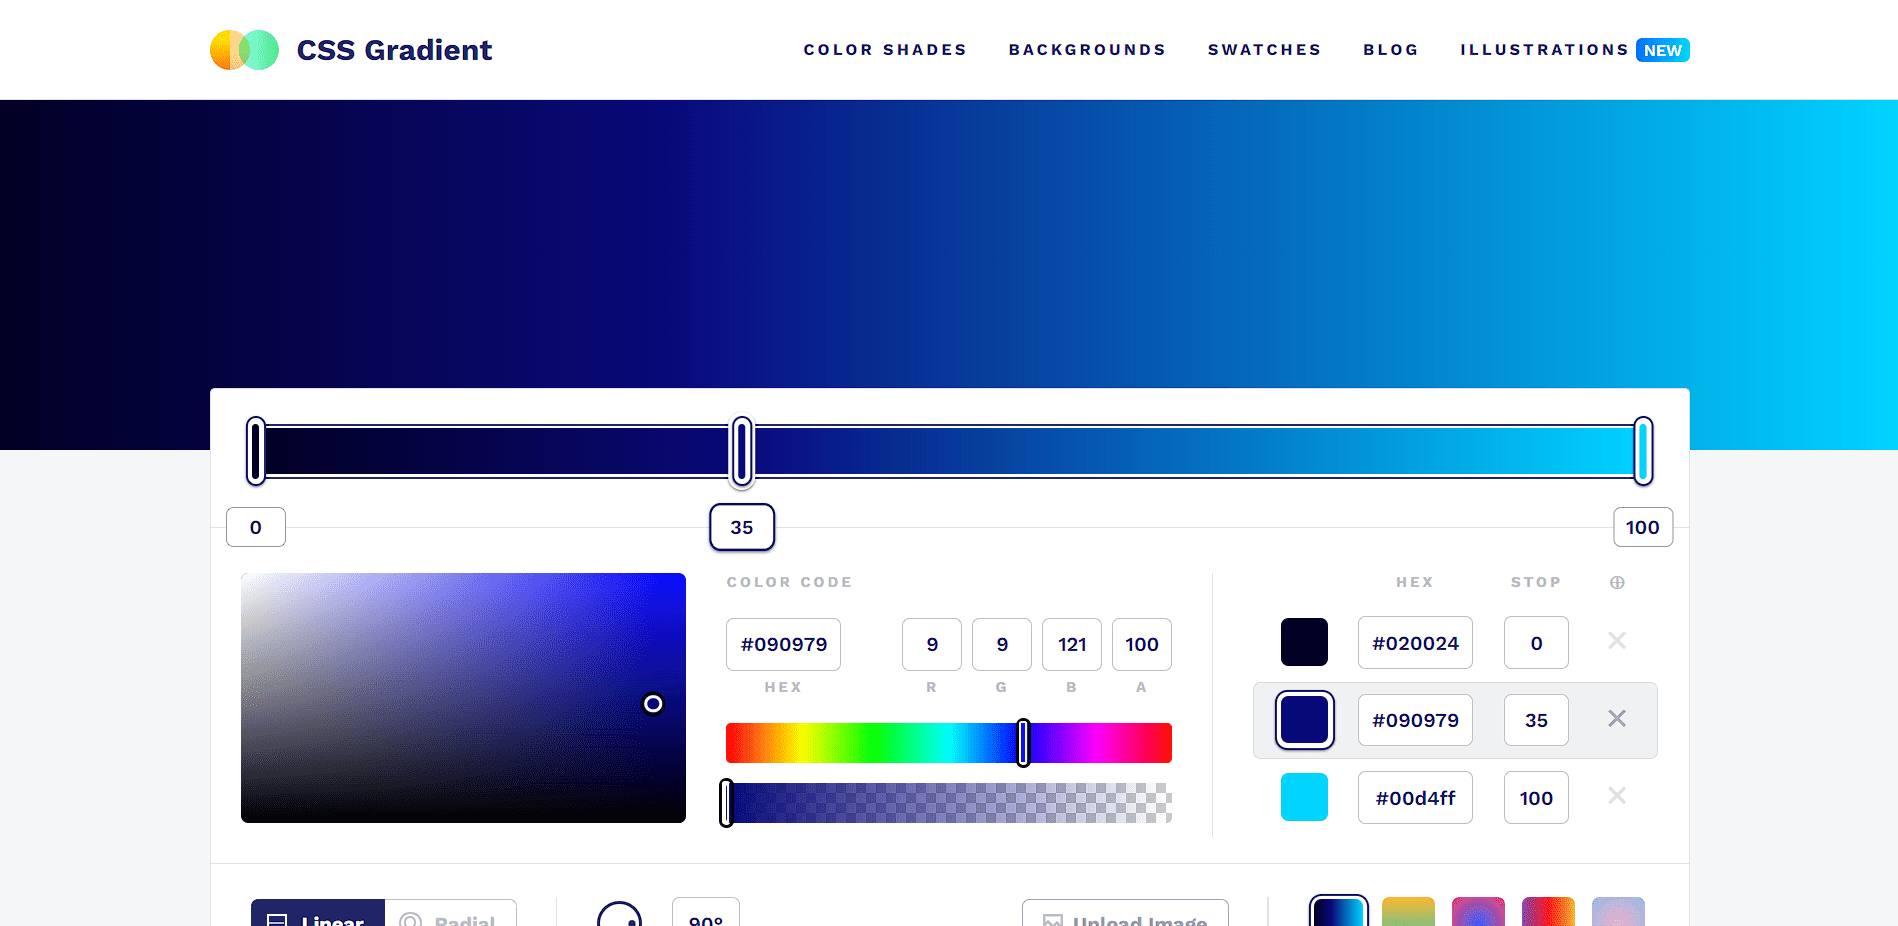 CSS Gradient
COLOR SHADES BACKGROUNDS SWATCHES BLOG ILLUSTRATIONS NEW
0 35 100
COLOR CODE HEX STOP
#090979 9 9 121 100
HEX R G B A
#020024 0
#090979 35
#00d4ff 100
Linear Radial 90° Upload Image